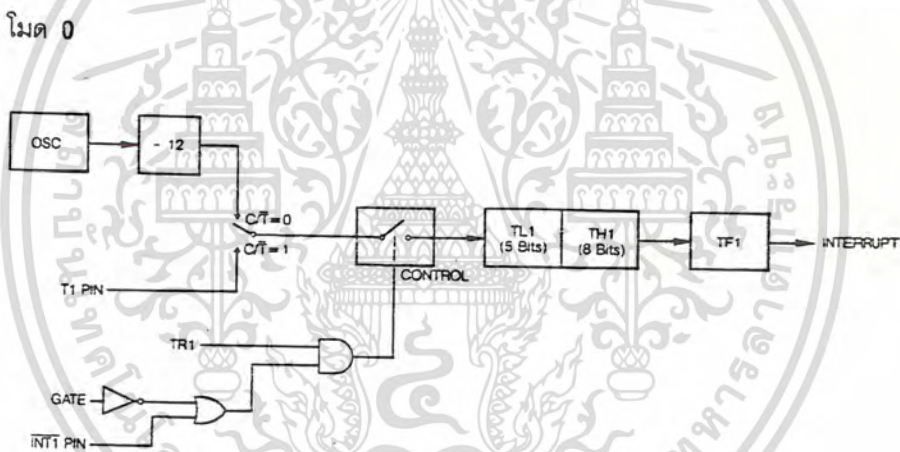 โมด 0
OSC
- 12
C/T̅=0
C/T̅=1
T1 PIN
CONTROL
TL1
(5 Bits)
TH1
(8 Bits)
TF1
INTERRUPT
TR1
GATE
I̅N̅T̅1̅ PIN